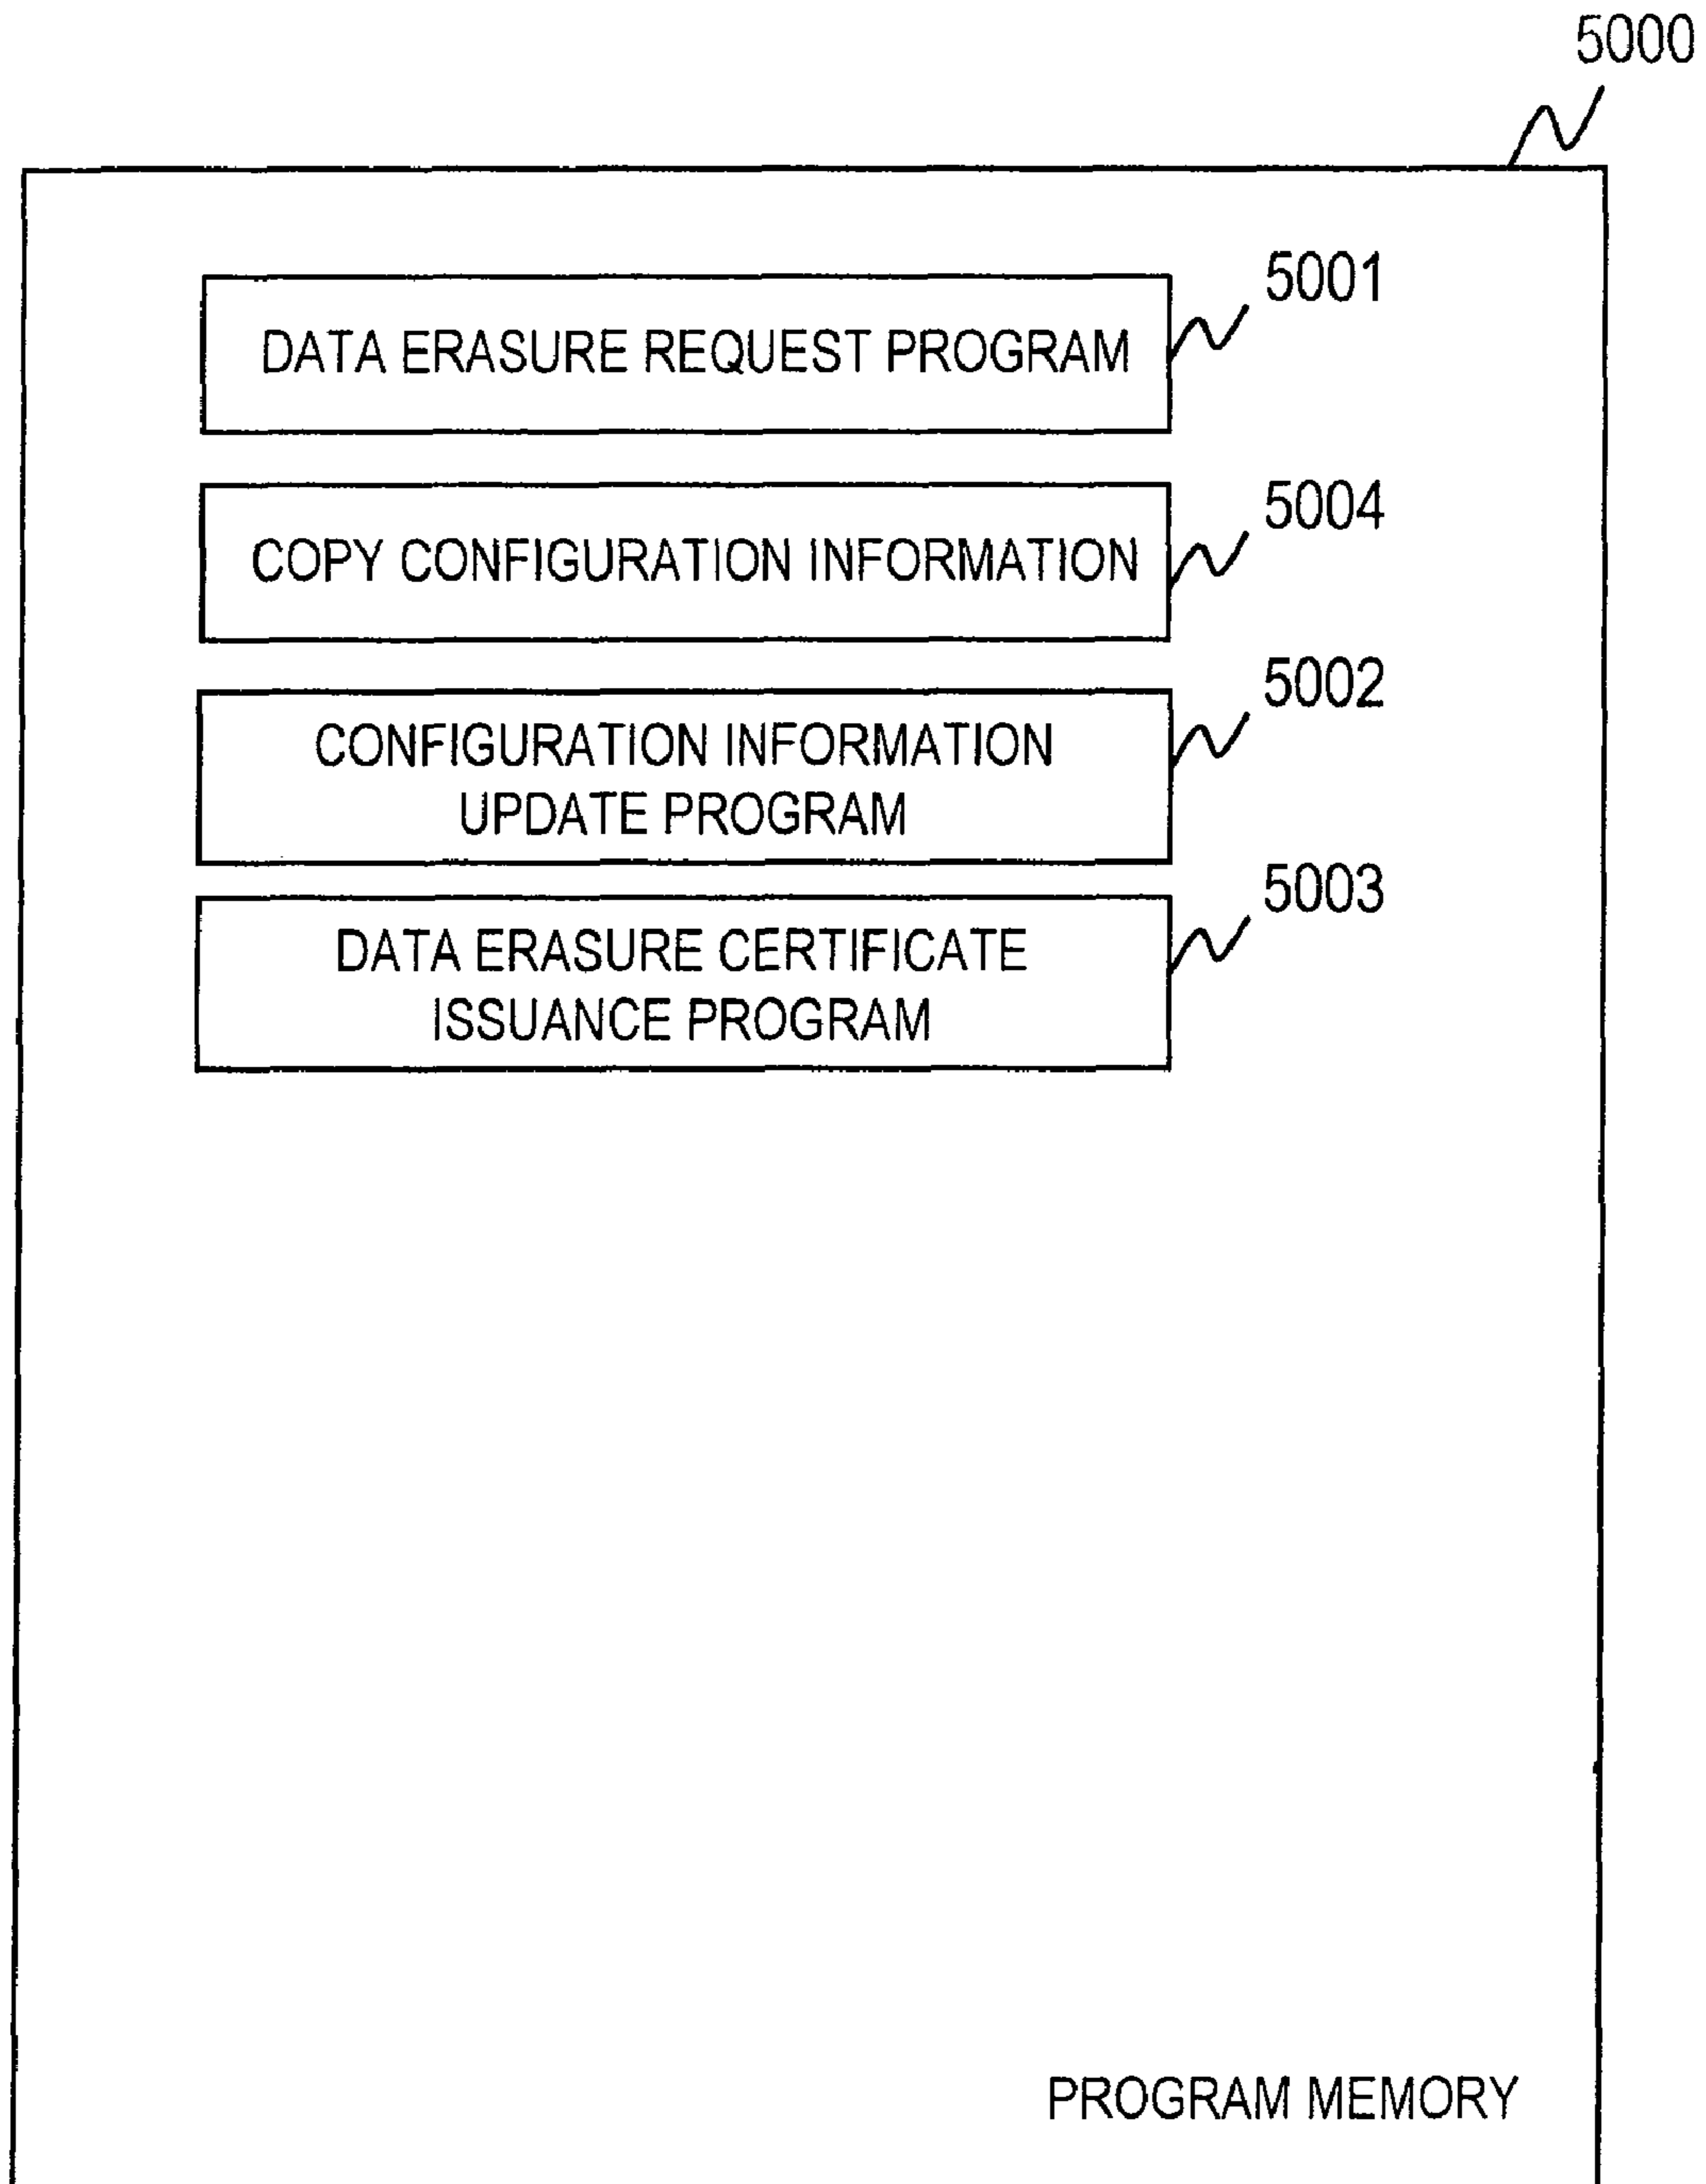 5000
5001
DATA ERASURE REQUEST PROGRAM
5004
COPY CONFIGURATION INFORMATION
5002
CONFIGURATION INFORMATION
UPDATE PROGRAM
5003
DATA ERASURE CERTIFICATE
ISSUANCE PROGRAM
PROGRAM MEMORY